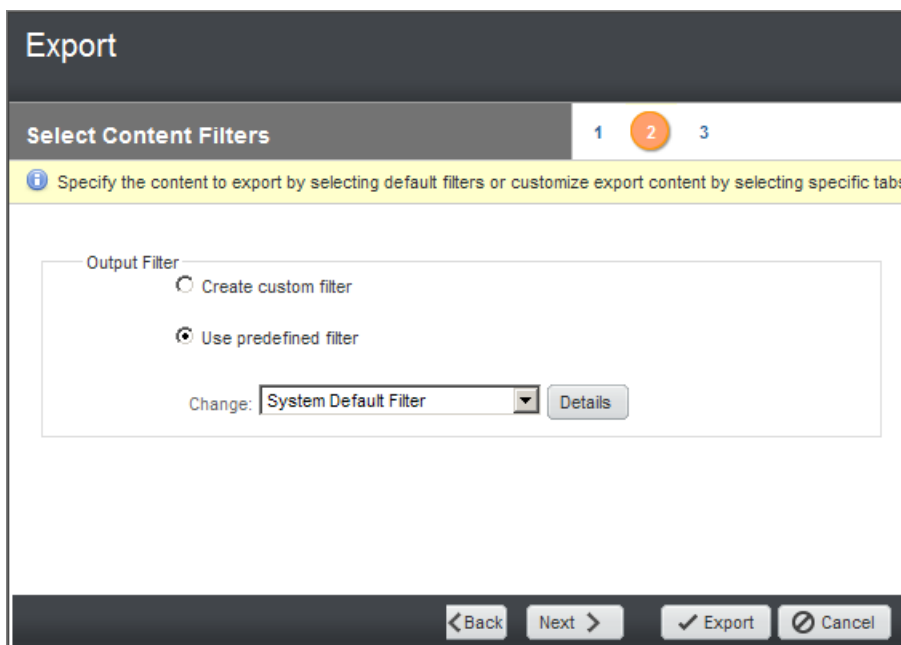 Export
Select Content Filters
1 2 3
Specify the content to export by selecting default filters or customize export content by selecting specific tabs
Output Filter
Create custom filter
Use predefined filter
Change: System Default Filter Details
Back Next Export Cancel